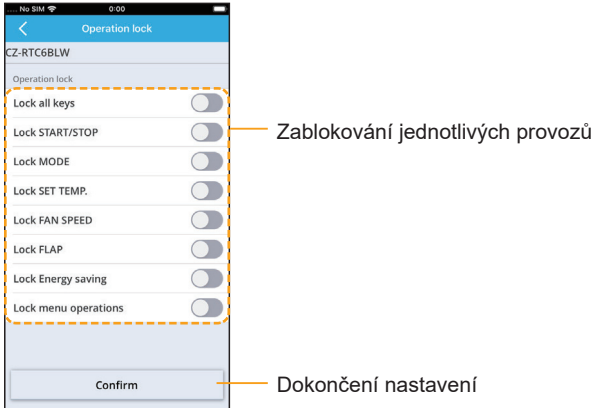 .... No SIM 0:00
Operation lock
CZ-RTC6BLW
Operation lock
Lock all keys
Lock START/STOP
Zablokování jednotlivých provozů
Lock MODE
Lock SET TEMP.
Lock FAN SPEED
Lock FLAP
Lock Energy saving
Lock menu operations
Confirm
Dokončení nastavení